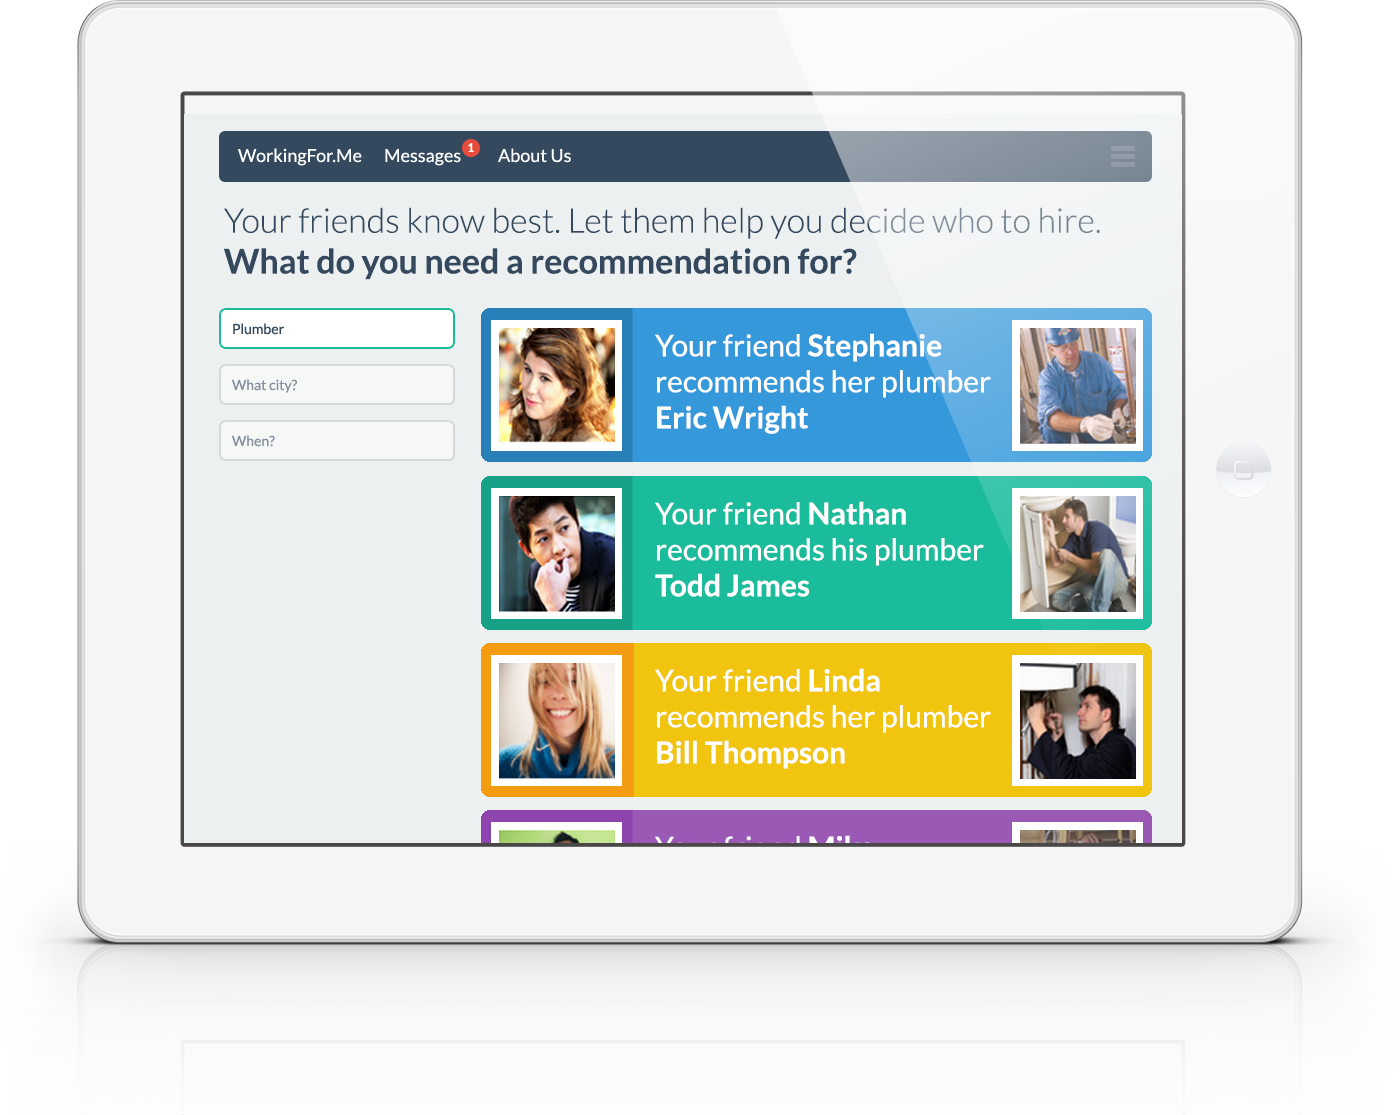 WorkingFor.Me Messages 1 About Us
Your friends know best. Let them help you decide who to hire.
What do you need a recommendation for?
Plumber
What city?
When?
Your friend Stephanie
recommends her plumber
Eric Wright
Your friend Nathan
recommends his plumber
Todd James
Your friend Linda
recommends her plumber
Bill Thompson
Your friend